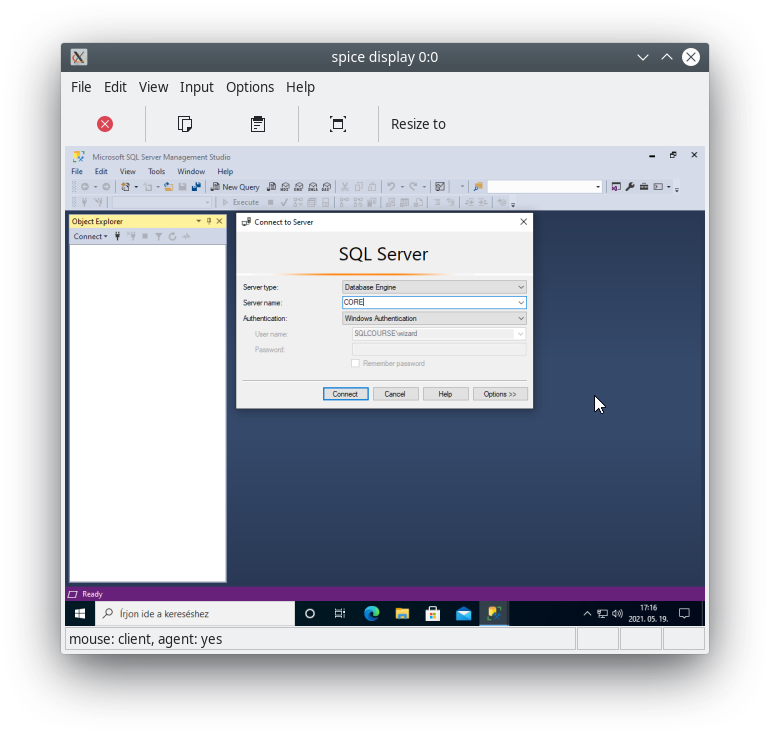 spice display 0:0
File Edit View Input Options Help
Resize to
Microsoft SQL Server Management Studio
File Edit View Tools Window Help
New Query
Execute
Object Explorer
Connect
Connect to Server
SQL Server
Server type: Database Engine
Server name: CORE
Authentication: Windows Authentication
User name: SQLCOURSE\wizard
Password:
Remember password
Connect Cancel Help Options >>
Ready
Írjon ide a kereséshez
17:16
2021. 05. 19.
mouse: client, agent: yes